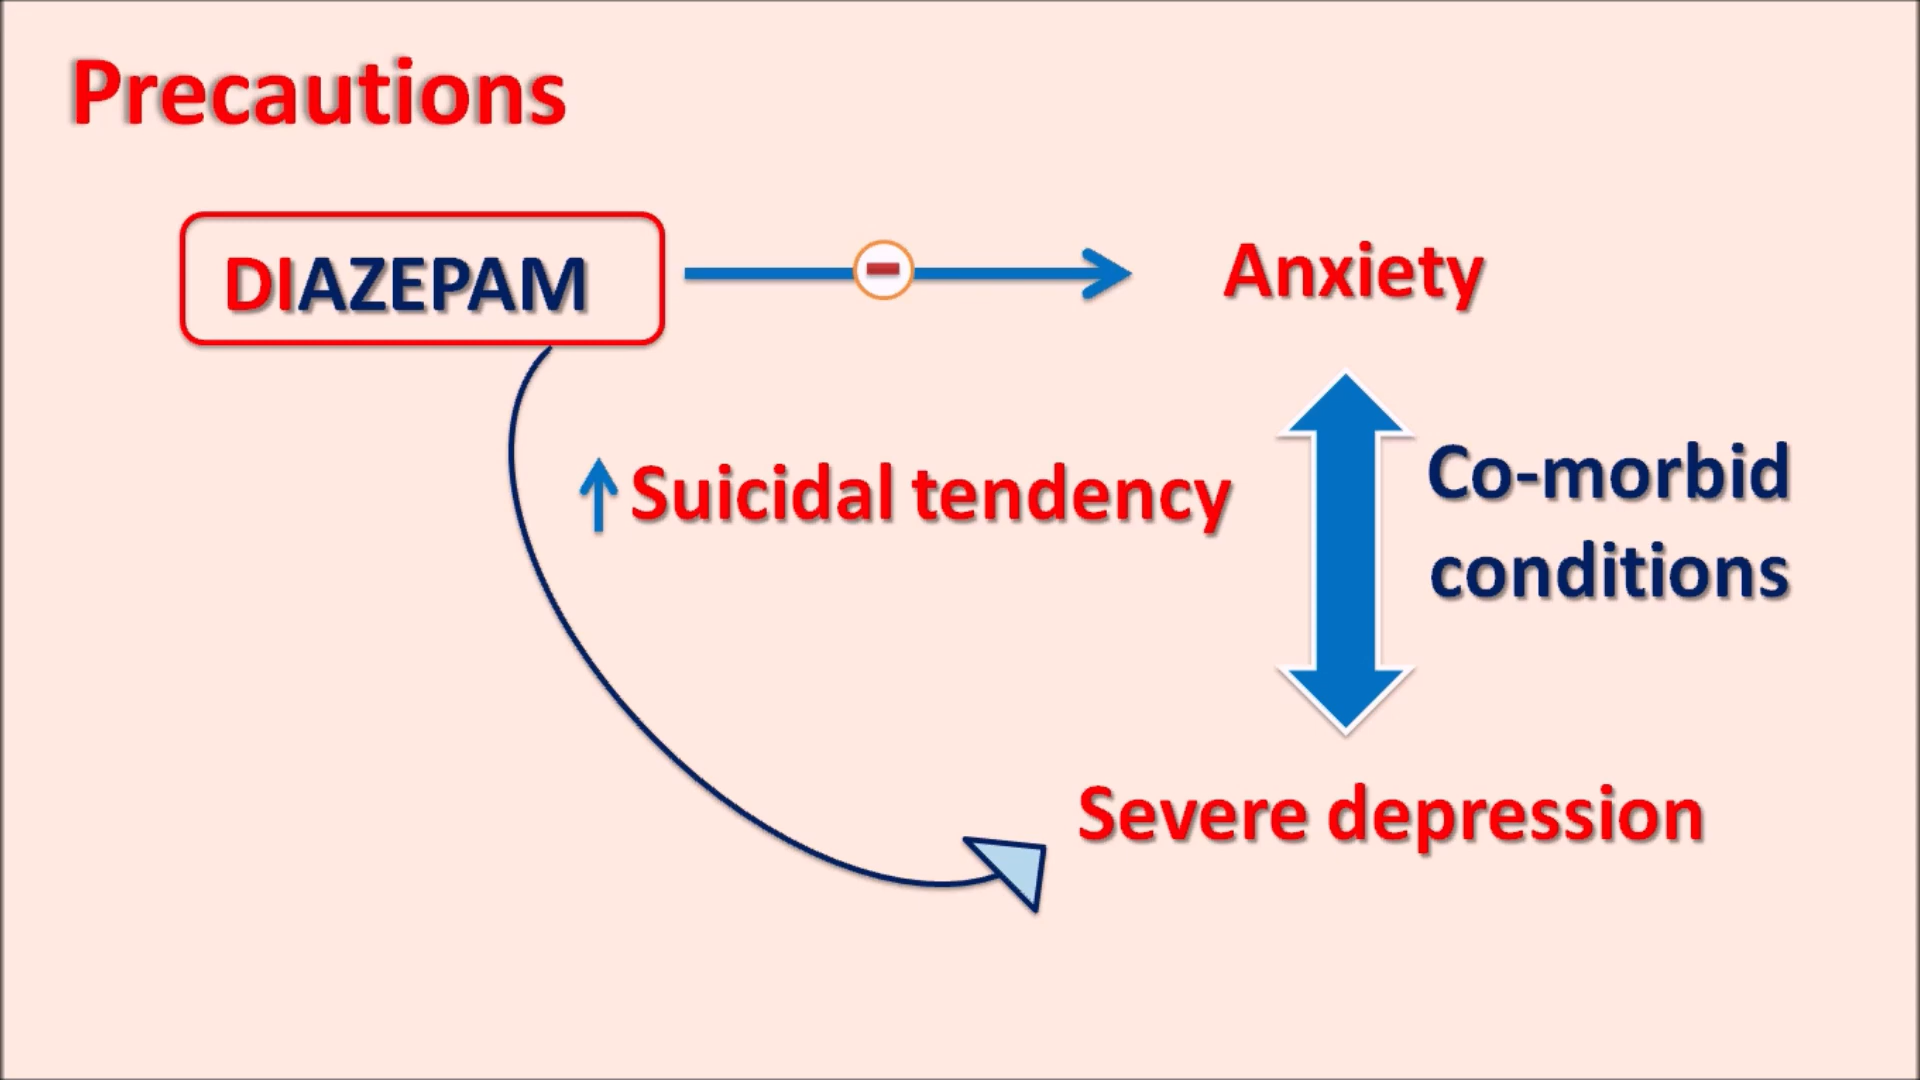 Precautions
DIAZEPAM
Anxiety
Suicidal tendency
Co-morbid
conditions
Severe depression